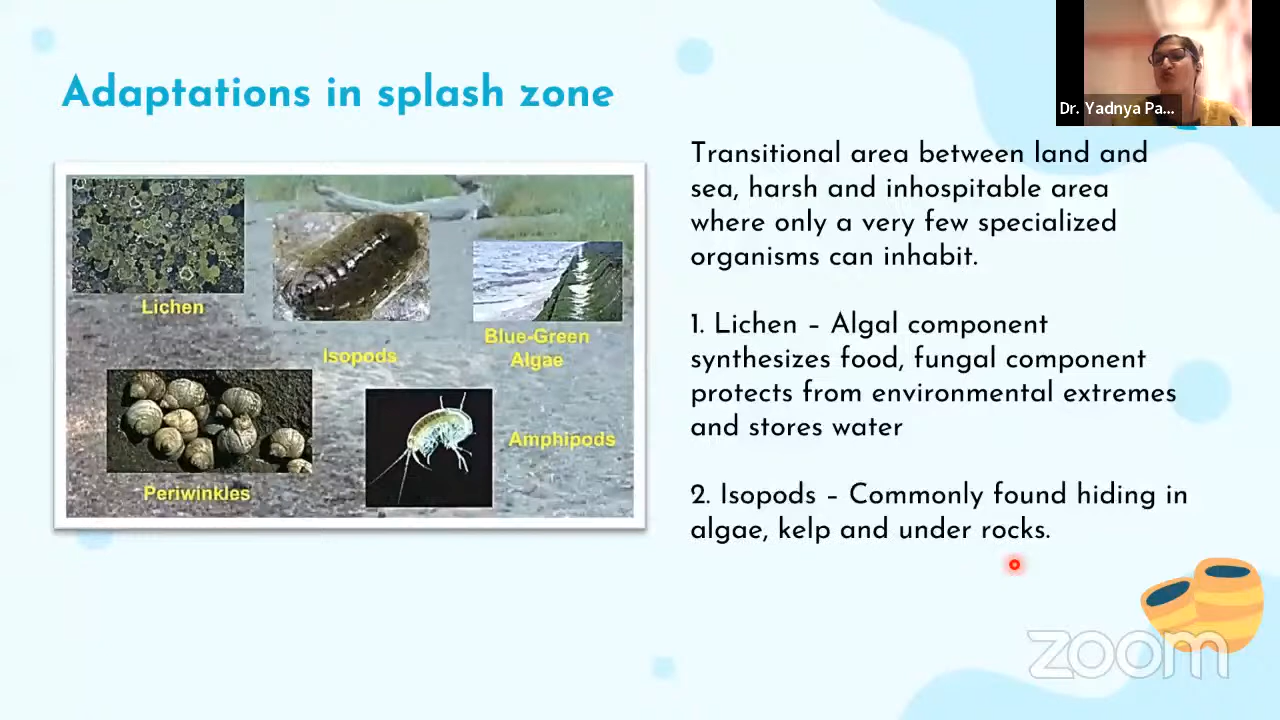 Adaptations in splash zone
Dr. Yadnya Pa...
Lichen
Isopods
Blue-Green
Algae
Periwinkles
Amphipods
Transitional area between land and
sea, harsh and inhospitable area
where only a very few specialized
organisms can inhabit.
1. Lichen – Algal component
synthesizes food, fungal component
protects from environmental extremes
and stores water
2. Isopods – Commonly found hiding in
algae, kelp and under rocks.
zoom